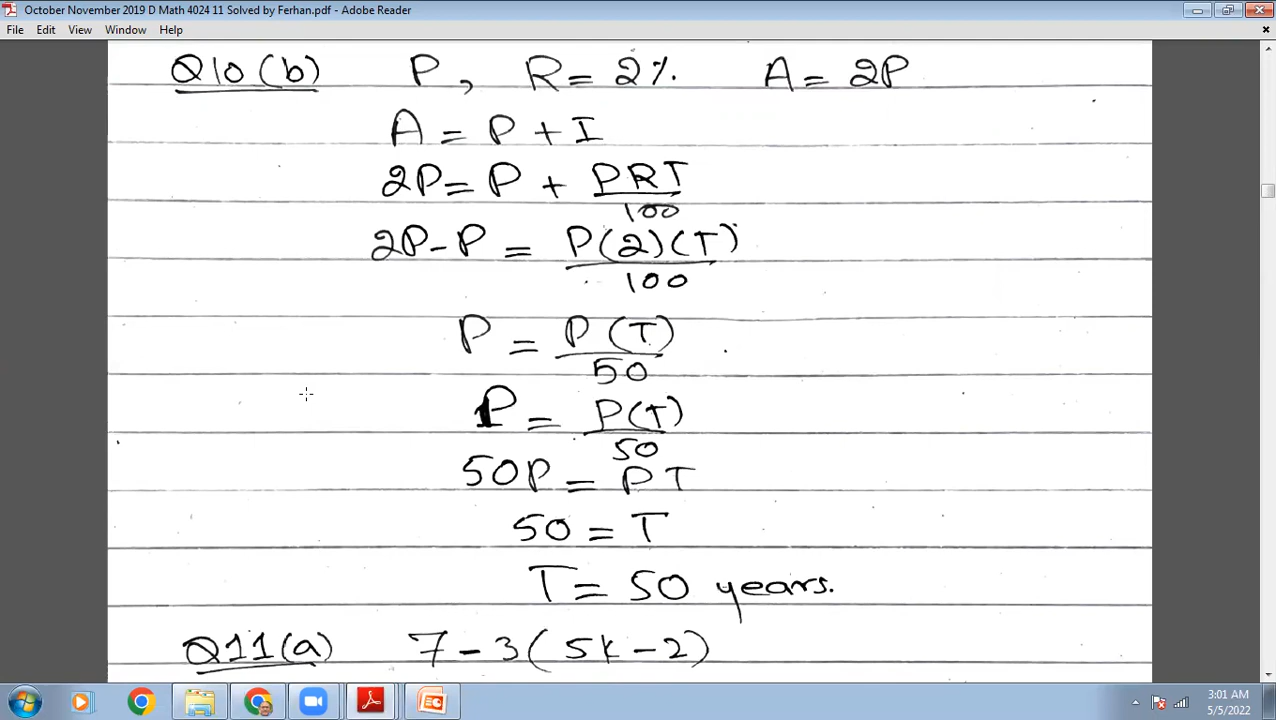 October November 2019 D Math 4024 11 Solved by Ferhan.pdf - Adobe Reader
File Edit View Window Help
Q10(b) P, R = 2% A = 2P
A = P + I
2P = P + PRT/100
2P - P = P(2)(T)/100
P = P(T)/50
P = P(T)/50
50P = PT
50 = T
T = 50 years.
Q11(a) 7 - 3(5k - 2)
3:01 AM
5/5/2022